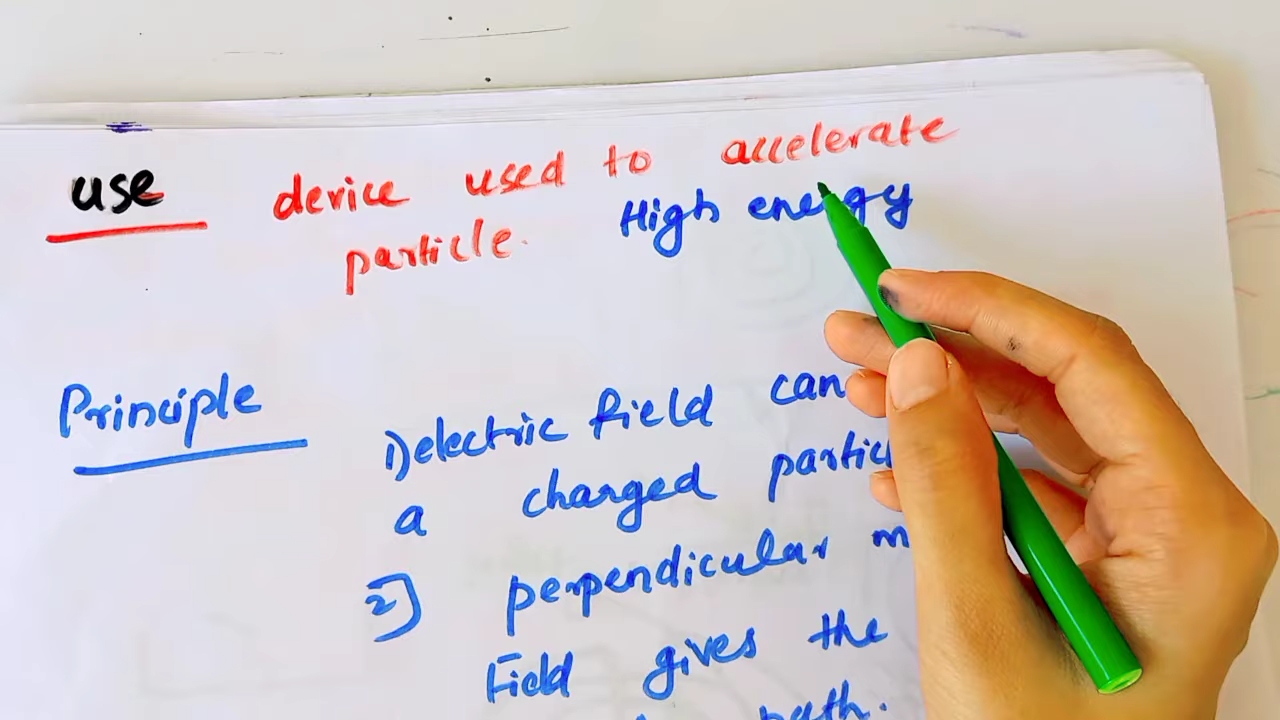 use device used to accelerate
particle. High energy
Principle
1) electric field can
a charged
2) perpendicular
Field gives the
path.